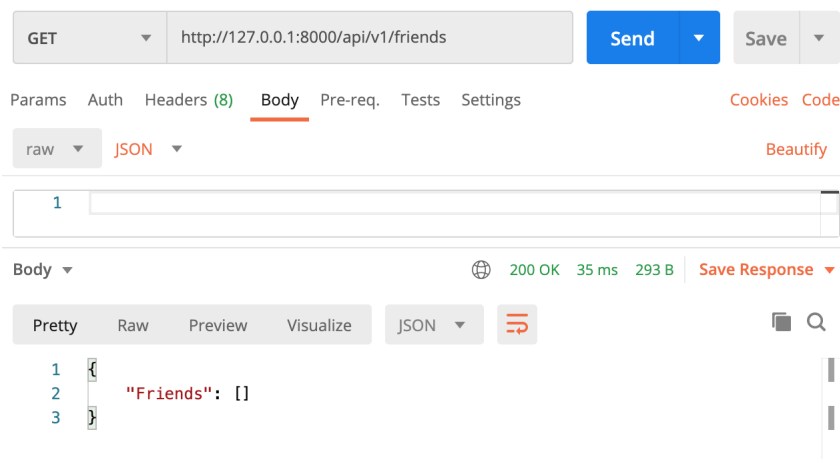 GET http://127.0.0.1:8000/api/v1/friends Send Save
Params Auth Headers (8) Body Pre-req. Tests Settings Cookies Code
raw JSON Beautify
1
Body 200 OK 35 ms 293 B Save Response
Pretty Raw Preview Visualize JSON
1 {
2 "Friends": []
3 }